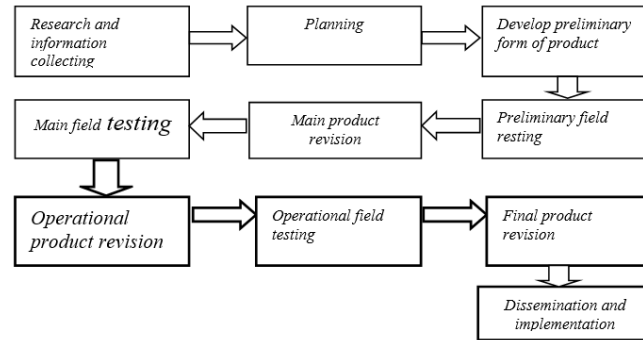 Research and
information
collecting
Planning
Develop preliminary
form of product
Preliminary field
resting
Main product
revision
Main field testing
Operational
product revision
Operational field
testing
Final product
revision
Dissemination and
implementation